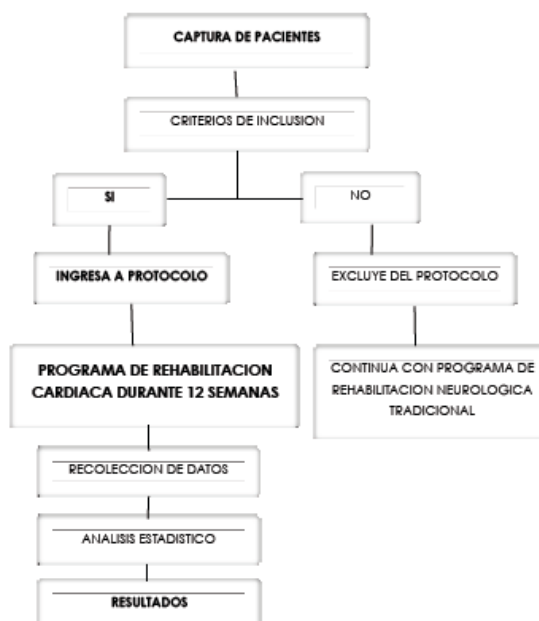 CAPTURA DE PACIENTES
CRITERIOS DE INCLUSION
SI
NO
INGRESA A PROTOCOLO
EXCLUYE DEL PROTOCOLO
PROGRAMA DE REHABILITACION
CARDIACA DURANTE 12 SEMANAS
CONTINUA CON PROGRAMA DE
REHABILITACION NEUROLOGICA
TRADICIONAL
RECOLECCION DE DATOS
ANALISIS ESTADISTICO
RESULTADOS